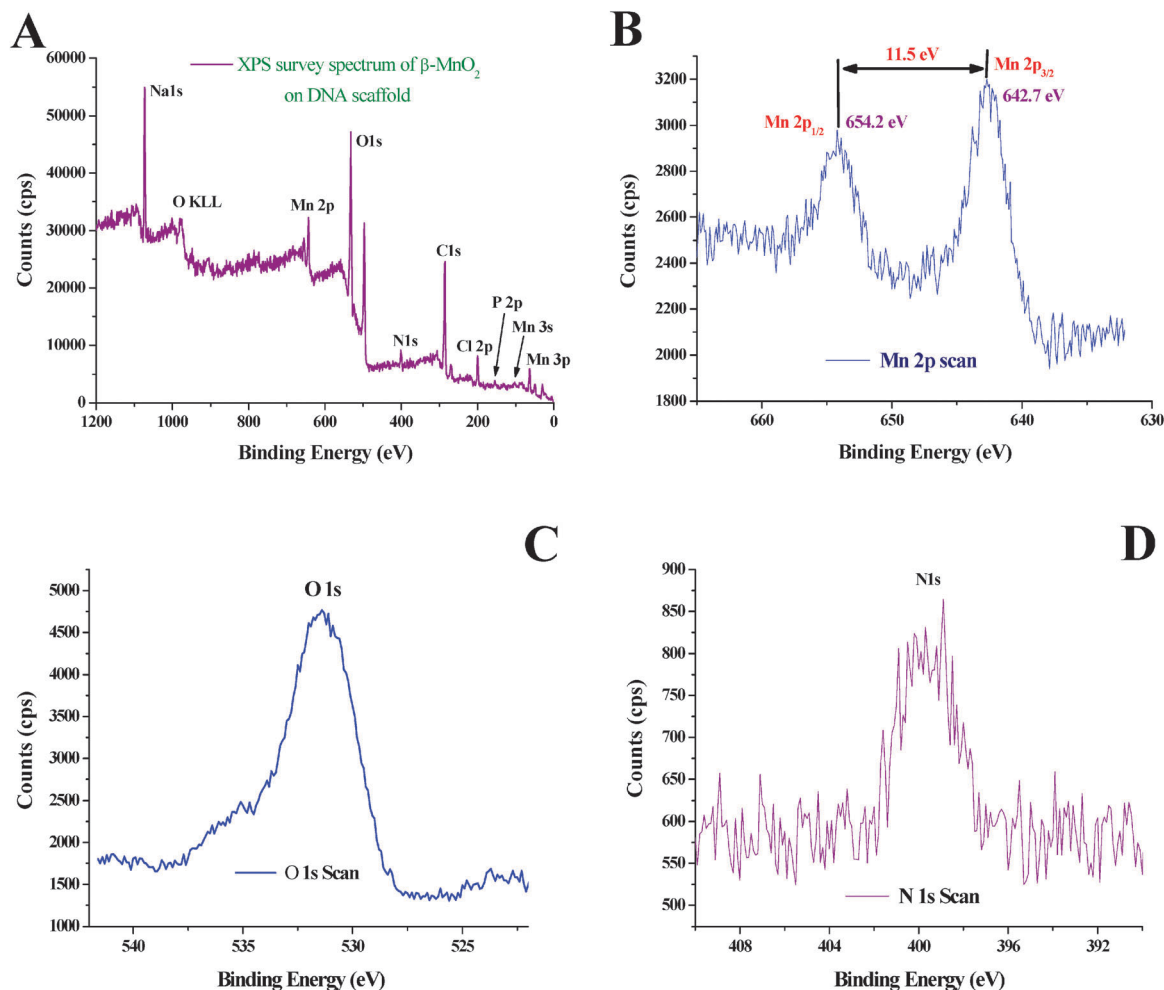 A
XPS survey spectrum of β-MnO2
on DNA scaffold
60000
50000
40000
30000
20000
10000
0
Counts (cps)
Na1s
O KLL
Mn 2p
O1s
N1s
C1s
Cl 2p
P 2p
Mn 3s
Mn 3p
1200 1000 800 600 400 200 0
Binding Energy (eV)
B
11.5 eV
Mn 2p3/2
642.7 eV
Mn 2p1/2
654.2 eV
3200
3000
2800
2600
2400
2200
2000
1800
Counts (cps)
Mn 2p scan
660 650 640 630
Binding Energy (eV)
C
O 1s
5000
4500
4000
3500
3000
2500
2000
1500
1000
Counts (cps)
O 1s Scan
540 535 530 525
Binding Energy (eV)
D
N1s
900
850
800
750
700
650
600
550
500
Counts (cps)
N 1s Scan
408 404 400 396 392
Binding Energy (eV)